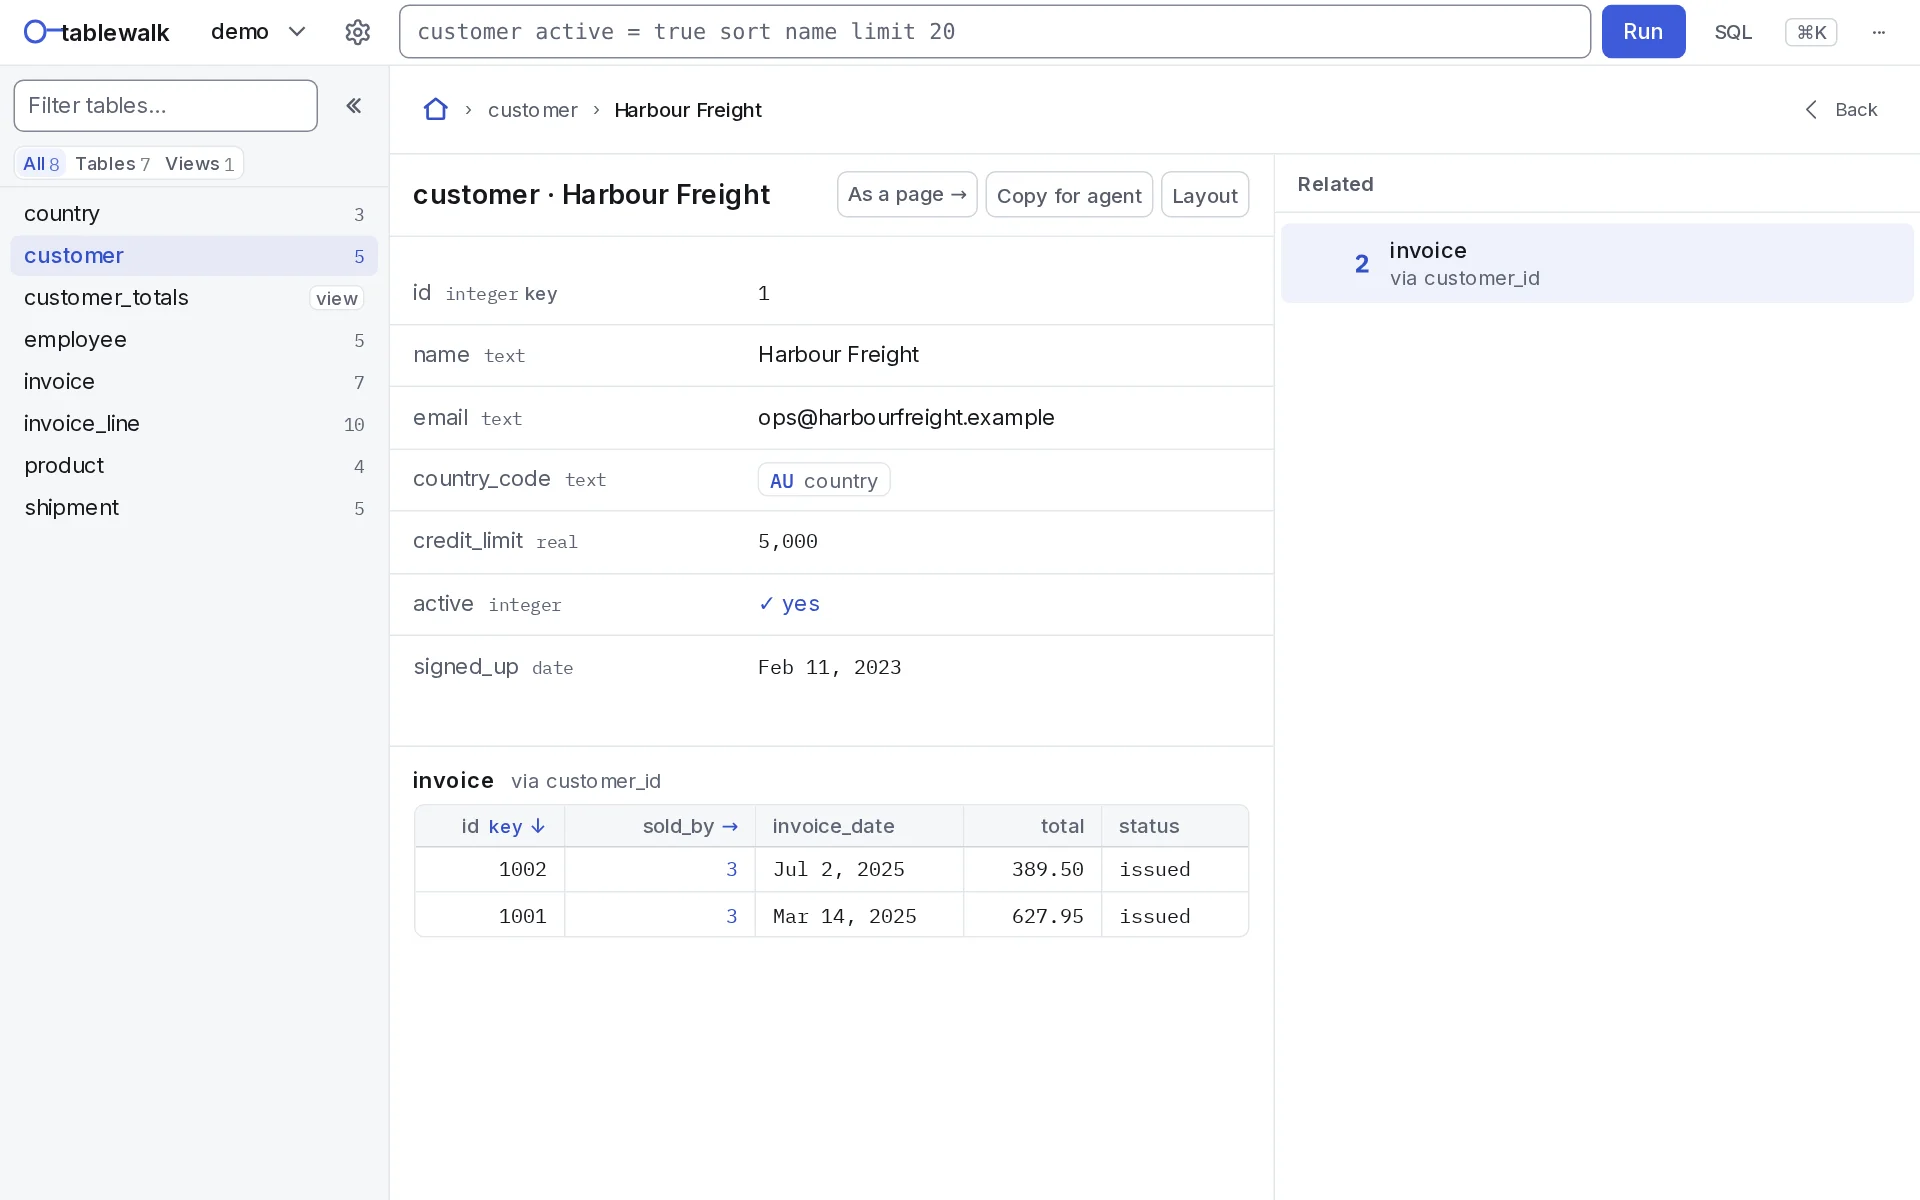 tablewalk demo customer active = true sort name limit 20 Run SQL ⌘K ···
Filter tables...
All 8 Tables 7 Views 1
country 3
customer 5
customer_totals view
employee 5
invoice 7
invoice_line 10
product 4
shipment 5
› customer › Harbour Freight Back
customer · Harbour Freight As a page → Copy for agent Layout
id integer key 1
name text Harbour Freight
email text ops@harbourfreight.example
country_code text AU country
credit_limit real 5,000
active integer ✓ yes
signed_up date Feb 11, 2023
invoice via customer_id
id key ↓ sold_by → invoice_date total status
1002 3 Jul 2, 2025 389.50 issued
1001 3 Mar 14, 2025 627.95 issued
Related
2 invoice
via customer_id